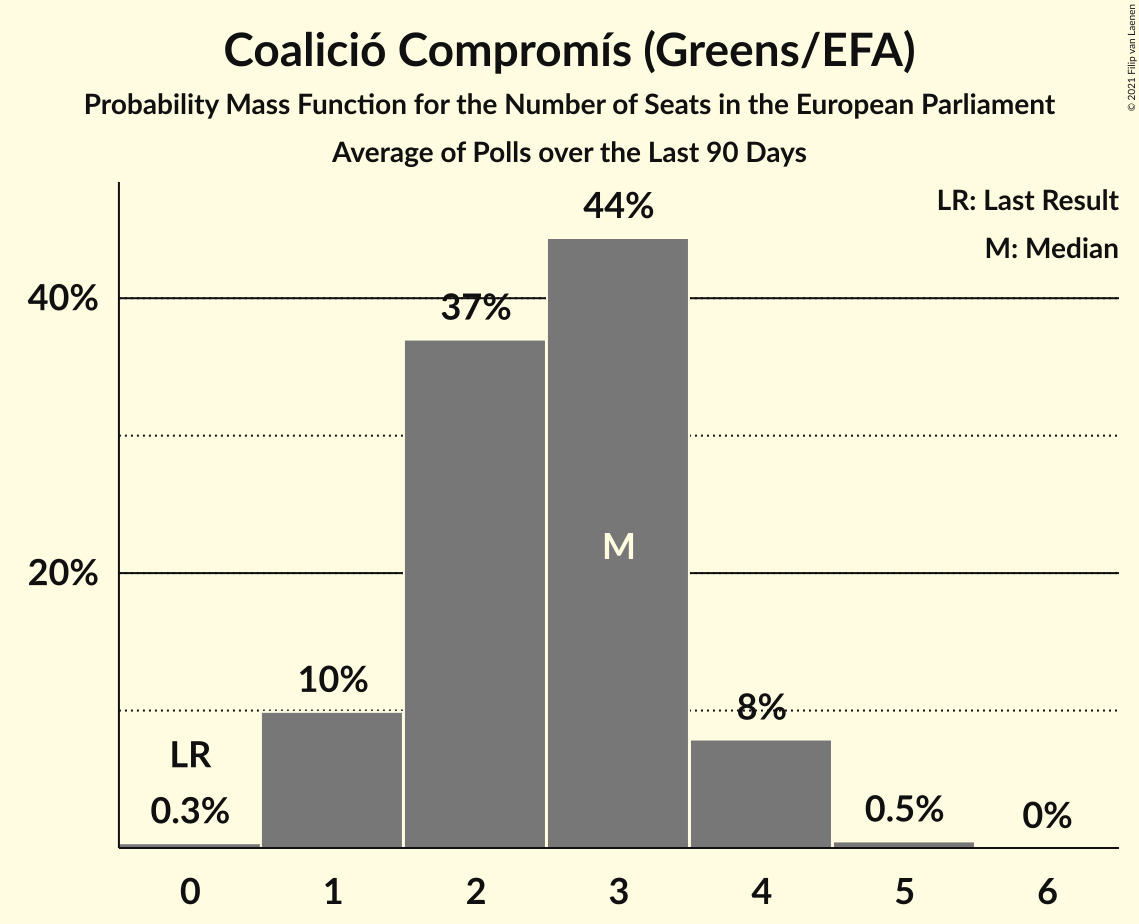 Coalició Compromís (Greens/EFA)
Probability Mass Function for the Number of Seats in the European Parliament
Average of Polls over the Last 90 Days
© 2021 Filip van Laenen
LR: Last Result
M: Median
44%
40%
37%
M
20%
10%
8%
LR
0.3%
0.5%
0%
0 1 2 3 4 5 6